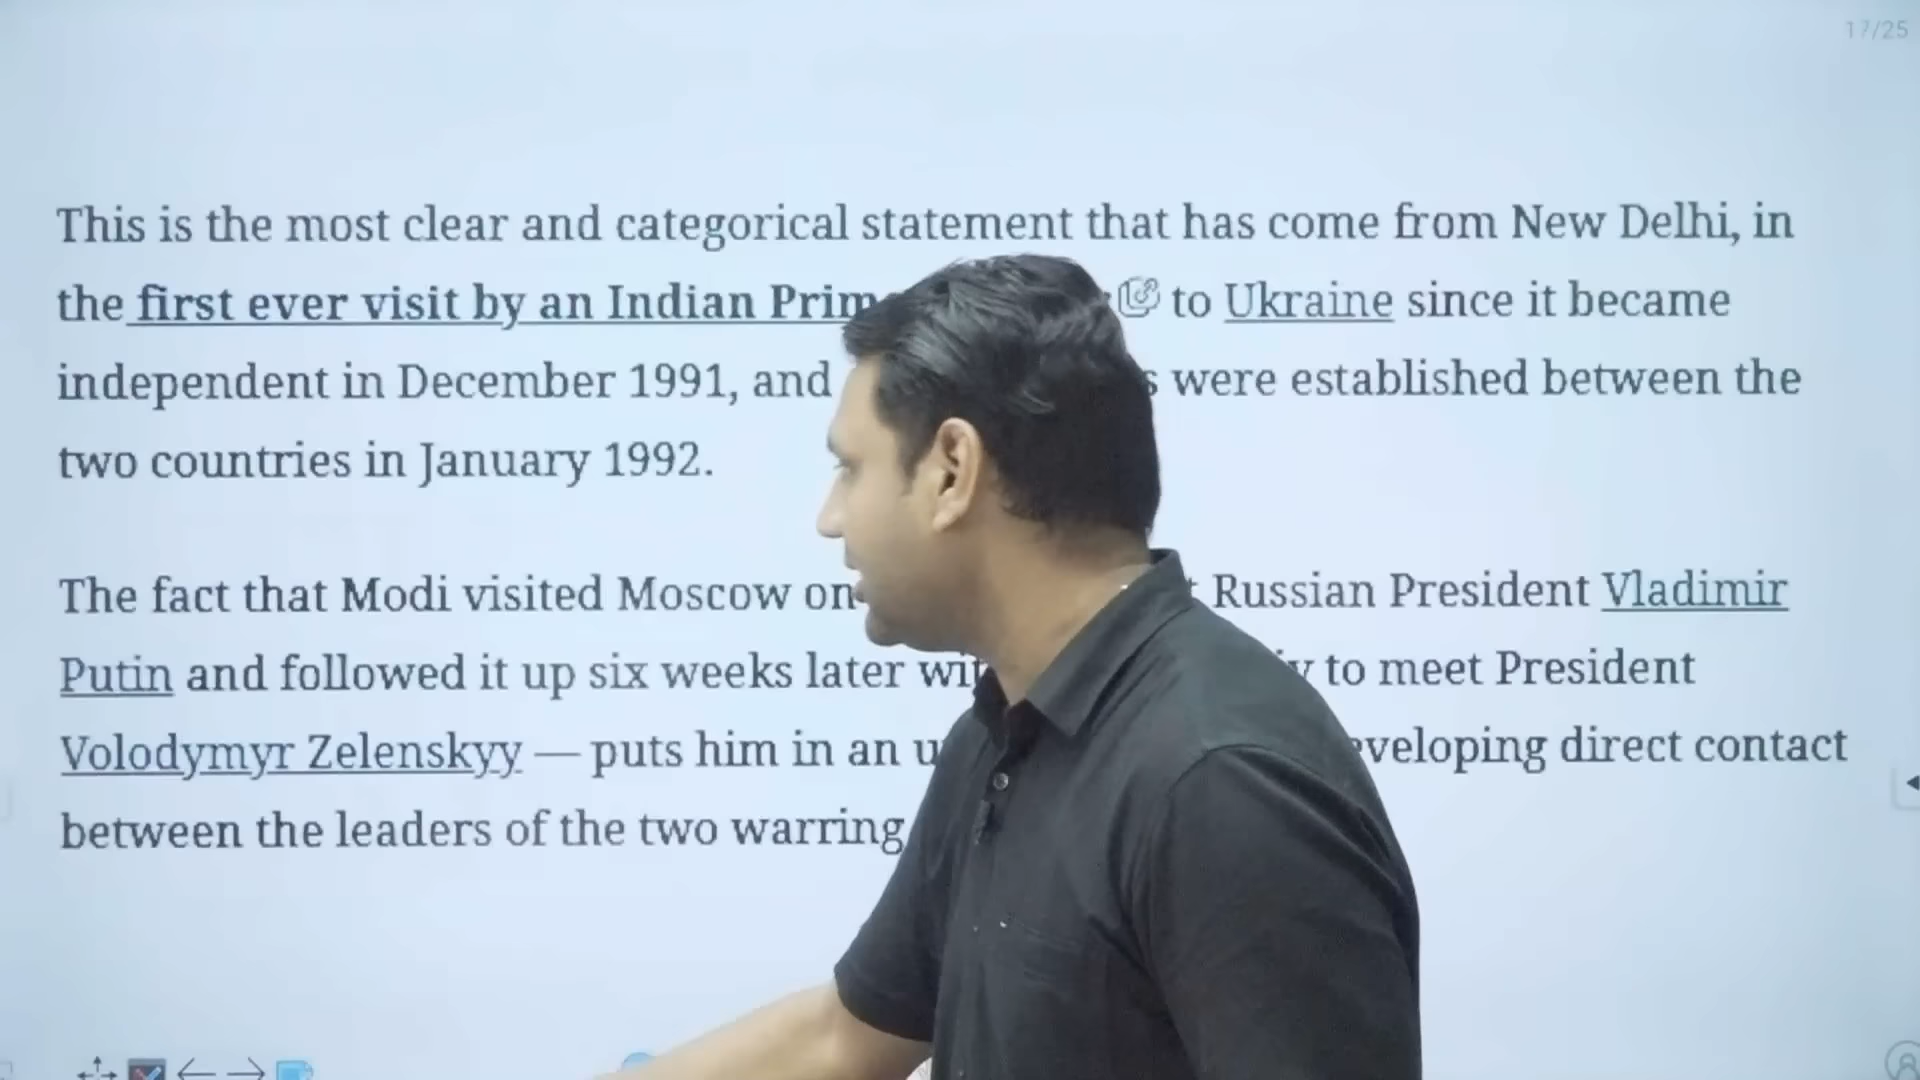 17/25
This is the most clear and categorical statement that has come from New Delhi, in
the first ever visit by an Indian to Ukraine since it became
independent in December 1991, and were established between the
two countries in January 1992.
The fact that Modi visited Moscow Russian President Vladimir
Putin and followed it up six weeks later to meet President
Volodymyr Zelenskyy — puts him in an direct contact
between the leaders of the two warring